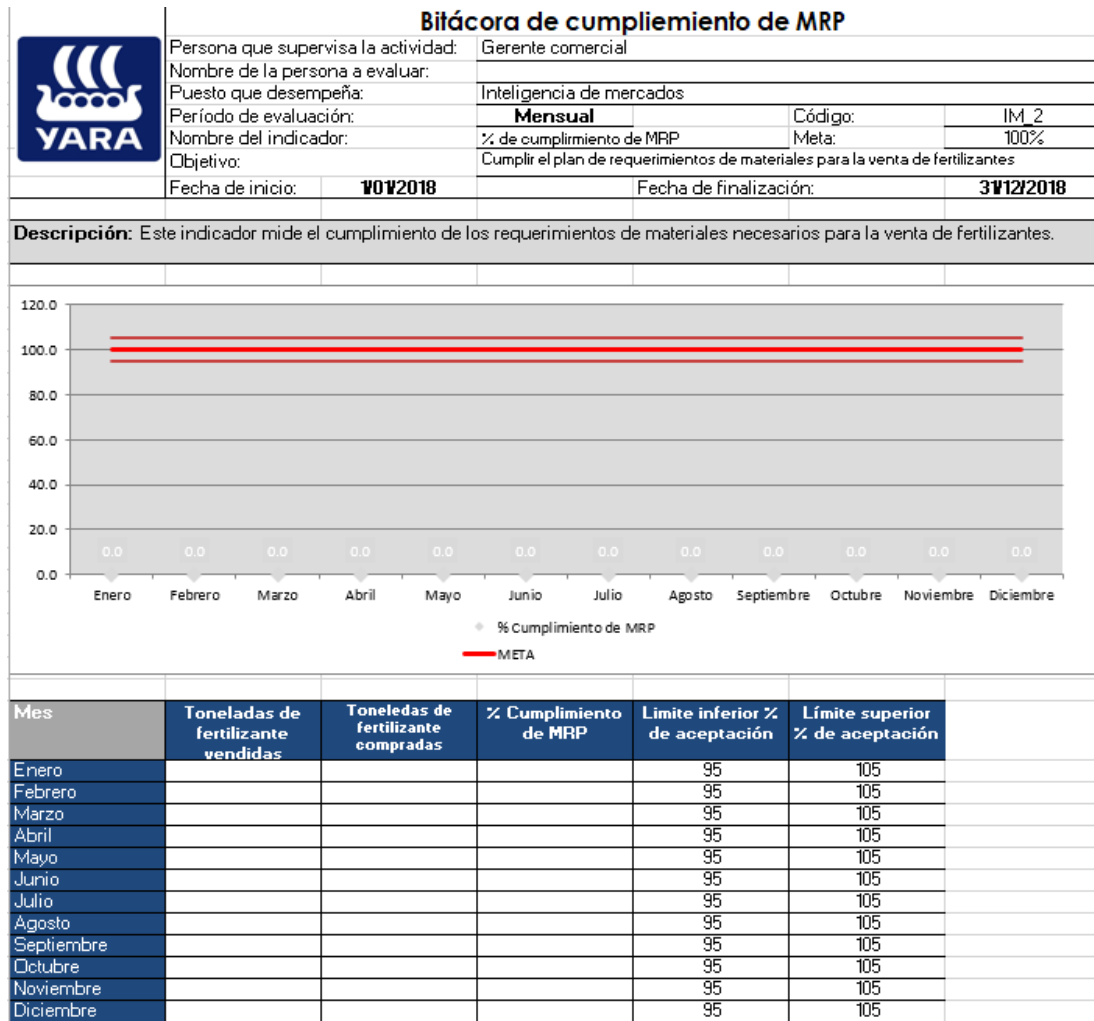 Bitácora de cumpliemiento de MRP
YARA
Persona que supervisa la actividad: Gerente comercial
Nombre de la persona a evaluar:
Puesto que desempeña: Inteligencia de mercados
Período de evaluación: Mensual Código: IM_2
Nombre del indicador: % de cumplirmiento de MRP Meta: 100%
Objetivo: Cumplir el plan de requerimientos de materiales para la venta de fertilizantes
Fecha de inicio: 1/01/2018 Fecha de finalización: 31/12/2018
Descripción: Este indicador mide el cumplimiento de los requerimientos de materiales necesarios para la venta de fertilizantes.
120.0
100.0
80.0
60.0
40.0
20.0
0.0
0.0 0.0 0.0 0.0 0.0 0.0 0.0 0.0 0.0 0.0 0.0 0.0
Enero Febrero Marzo Abril Mayo Junio Julio Agosto Septiembre Octubre Noviembre Diciembre
% Cumplimiento de MRP
META
Mes
Toneladas de
fertilizante
vendidas
Toneledas de
fertilizante
compradas
% Cumplimiento
de MRP
Limite inferior %
de aceptación
Límite superior
% de aceptación
Enero 95 105
Febrero 95 105
Marzo 95 105
Abril 95 105
Mayo 95 105
Junio 95 105
Julio 95 105
Agosto 95 105
Septiembre 95 105
Octubre 95 105
Noviembre 95 105
Diciembre 95 105